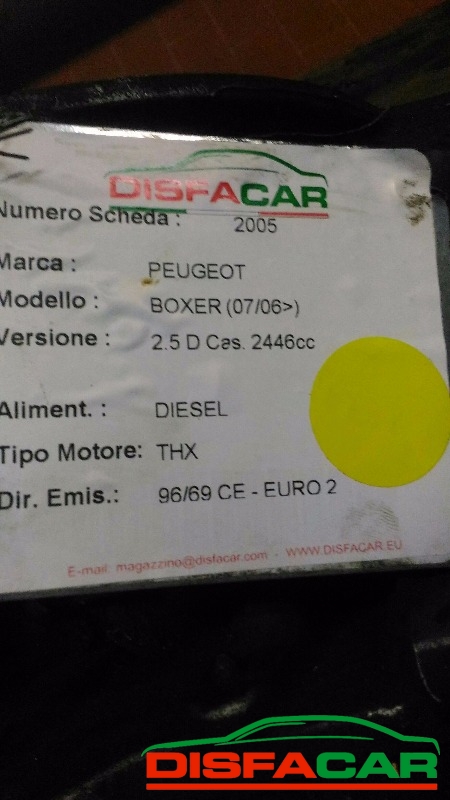 DISFACAR
Numero Scheda : 2005
Marca : PEUGEOT
Modello : BOXER (07/06>)
Versione : 2.5 D Cas. 2446cc
Aliment. : DIESEL
Tipo Motore: THX
Dir. Emis.: 96/69 CE - EURO 2
E-mail: magazzino@disfacar.com - WWW.DISFACAR.EU
DISFACAR